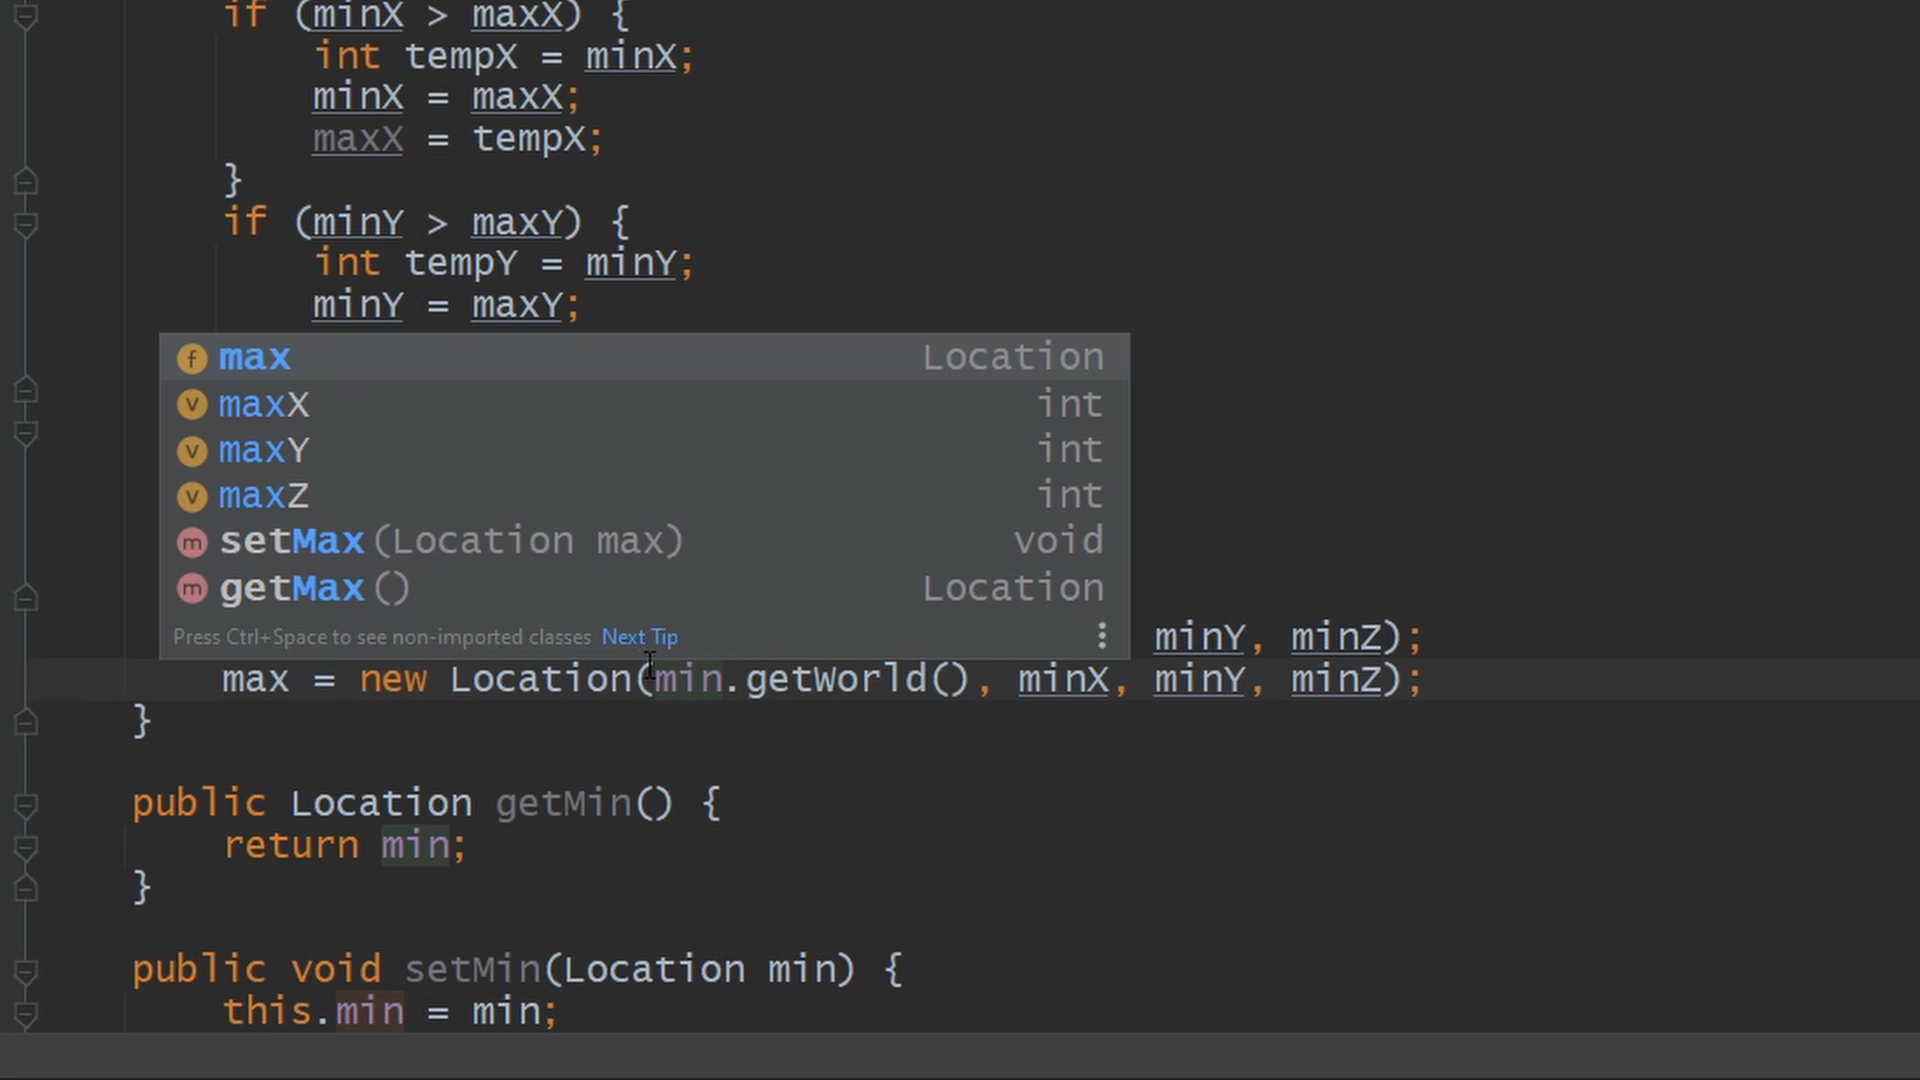 if (minX > maxX) {
int tempX = minX;
minX = maxX;
maxX = tempX;
}
if (minY > maxY) {
int tempY = minY;
minY = maxY;
f max Location
v maxX int
v maxY int
v maxZ int
m setMax(Location max) void
m getMax() Location
Press Ctrl+Space to see non-imported classes Next Tip
minY, minZ);
max = new Location(min.getWorld(), minX, minY, minZ);
}
public Location getMin() {
return min;
}
public void setMin(Location min) {
this.min = min;